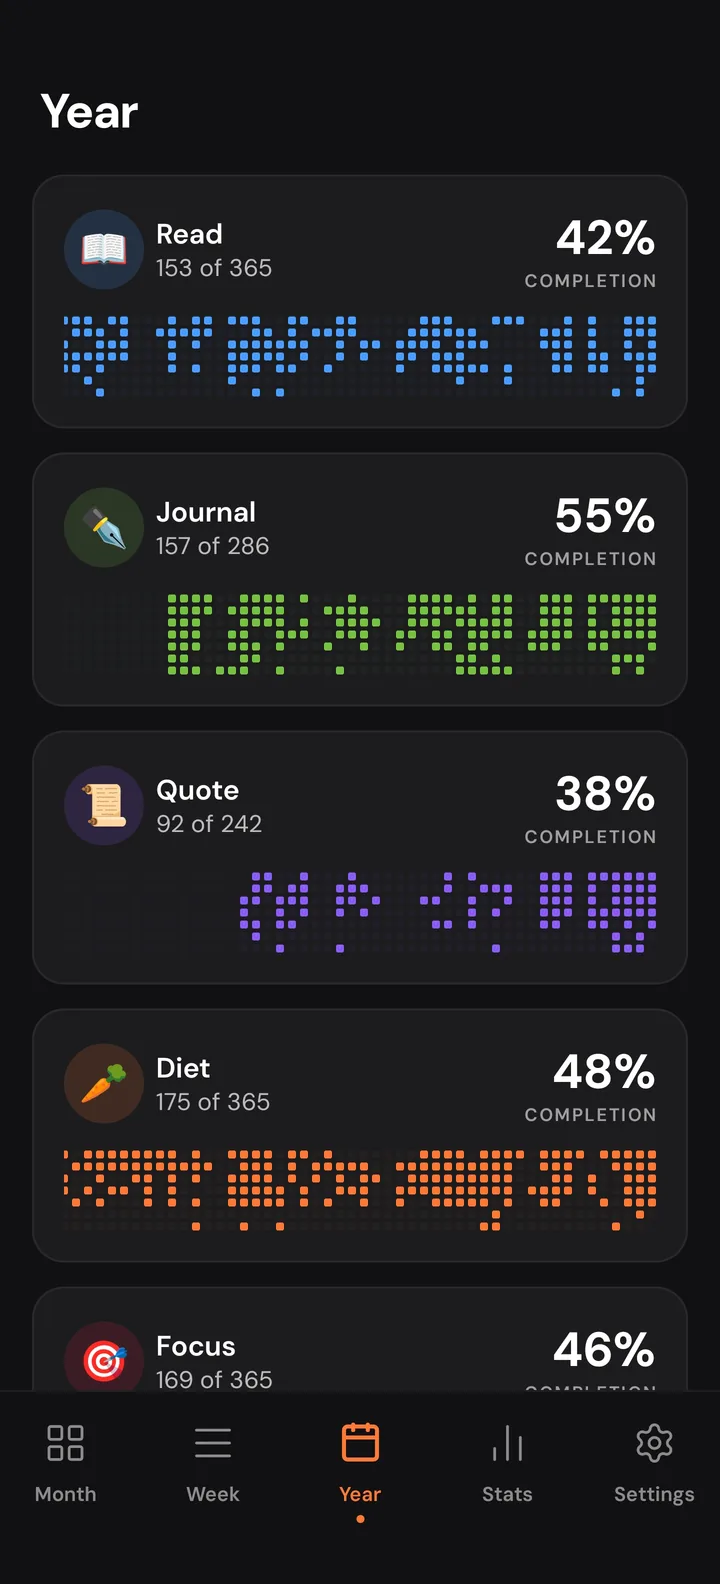 Year
Read
153 of 365
42%
COMPLETION
Journal
157 of 286
55%
COMPLETION
Quote
92 of 242
38%
COMPLETION
Diet
175 of 365
48%
COMPLETION
Focus
169 of 365
46%
COMPLETION
Month
Week
Year
Stats
Settings